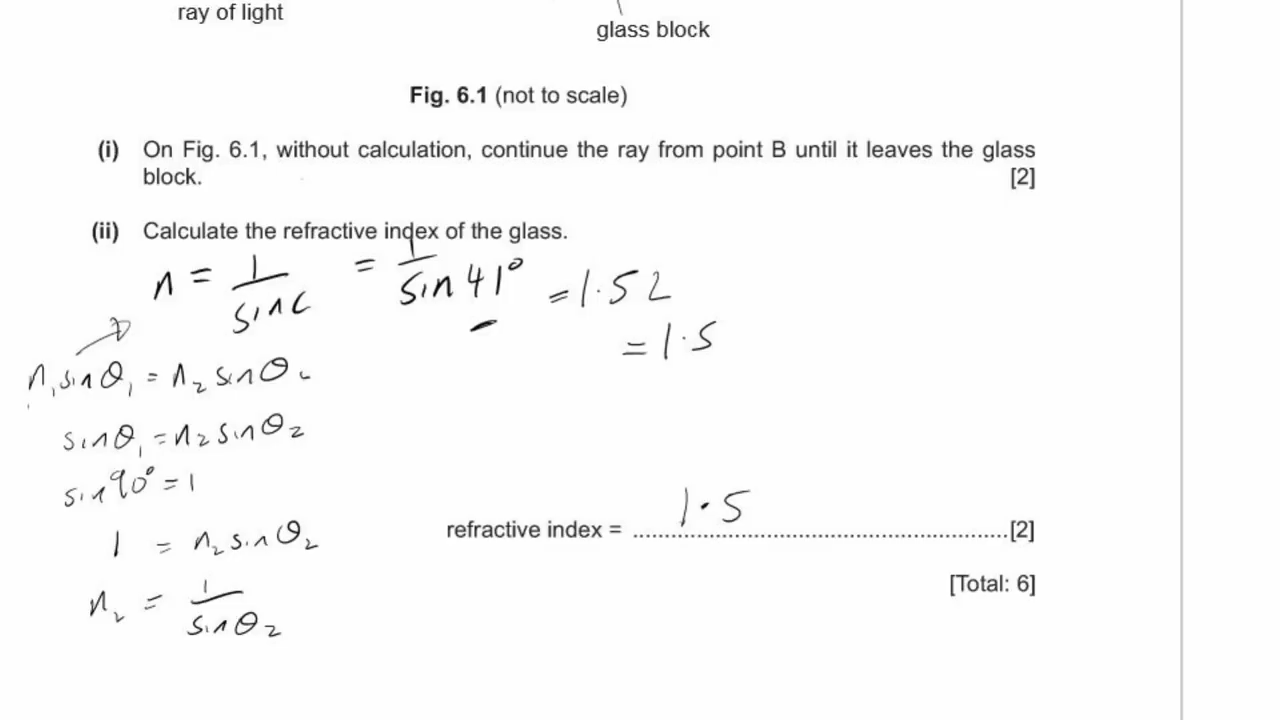 ray of light
glass block
Fig. 6.1 (not to scale)
(i) On Fig. 6.1, without calculation, continue the ray from point B until it leaves the glass
block. [2]
(ii) Calculate the refractive index of the glass.
n = 1/sin c = 1/sin 41° = 1.52
= 1.5
n₁ sin θ₁ = n₂ sin θ₂
sin θ₁ = n₂ sin θ₂
sin 90° = 1
1 = n₂ sin θ₂
n₂ = 1/sin θ₂
refractive index = 1.5 [2]
[Total: 6]